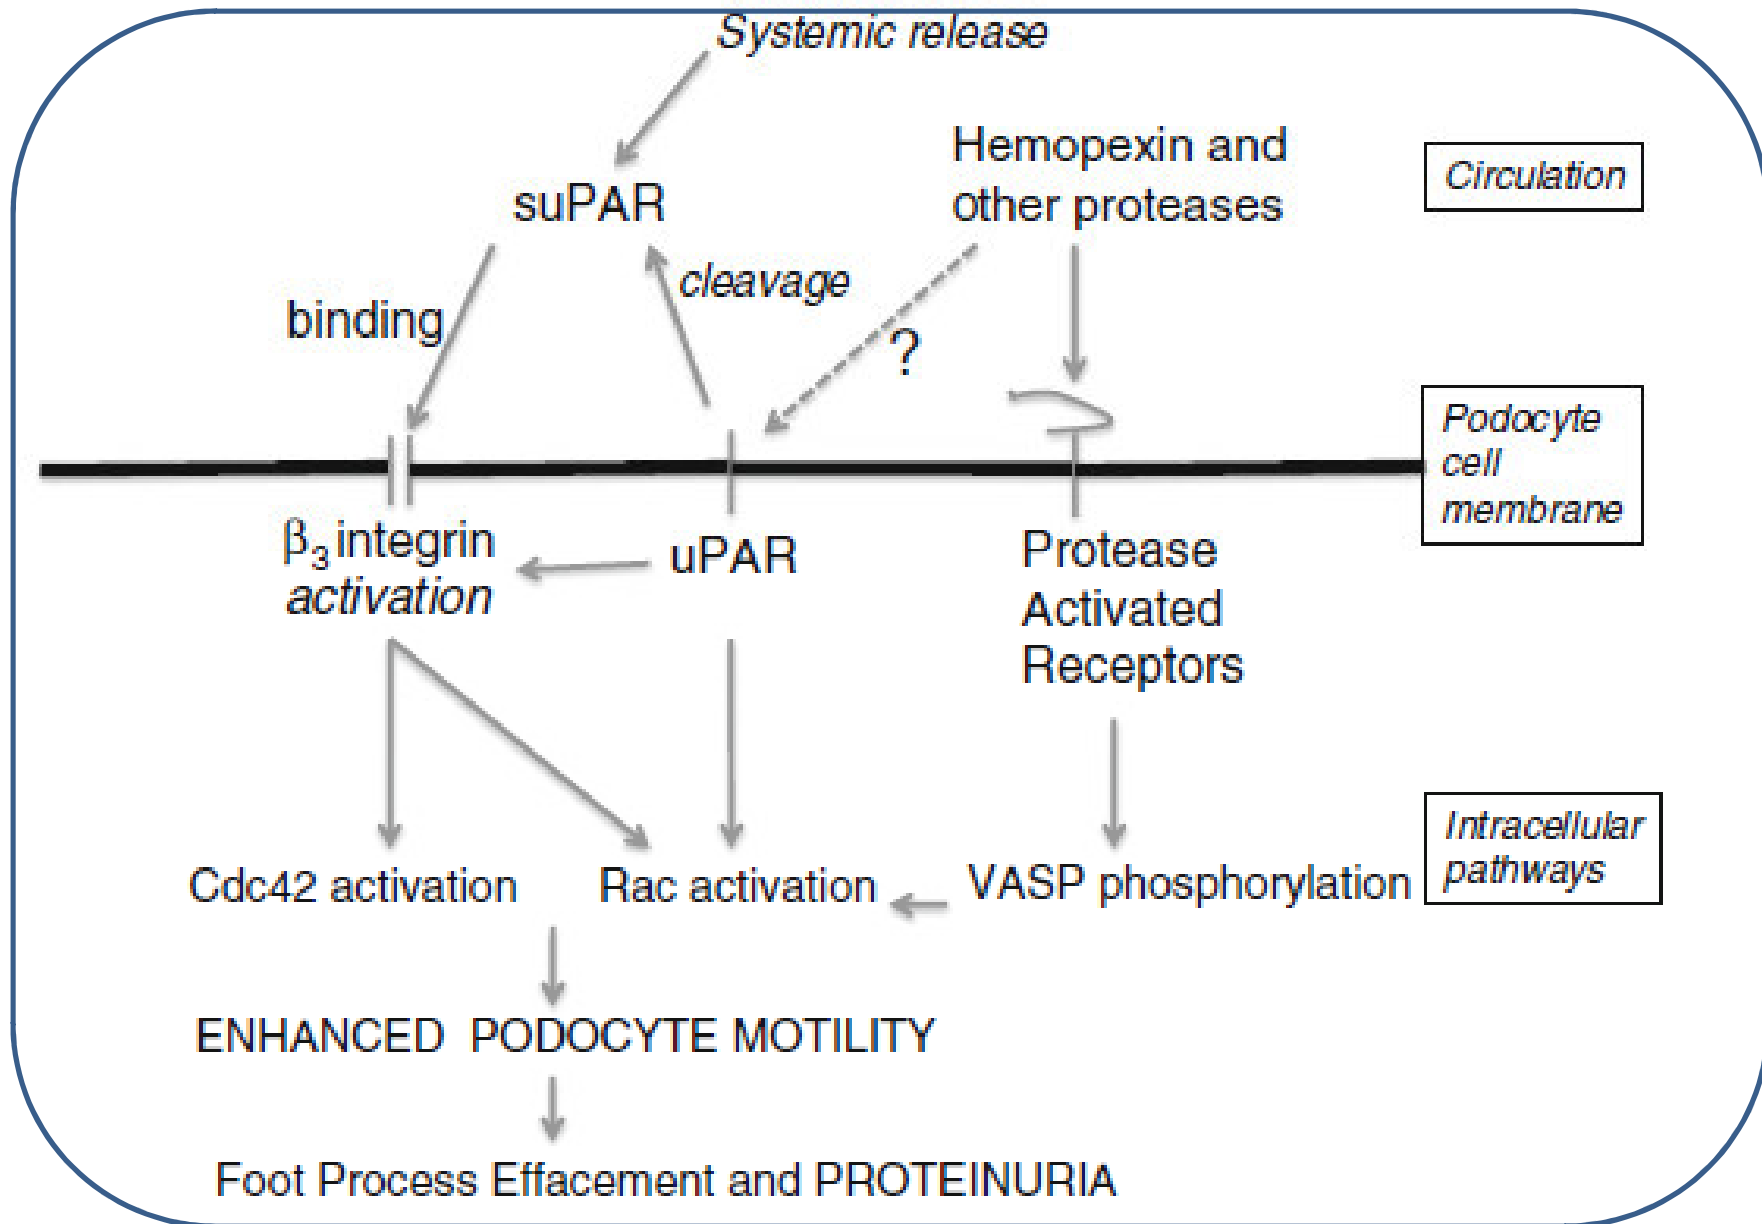 Systemic release
Hemopexin and
other proteases
Circulation
suPAR
cleavage
binding
?
Podocyte
cell
membrane
β3 integrin
activation
uPAR
Protease
Activated
Receptors
Intracellular
pathways
Cdc42 activation
Rac activation
VASP phosphorylation
ENHANCED PODOCYTE MOTILITY
Foot Process Effacement and PROTEINURIA